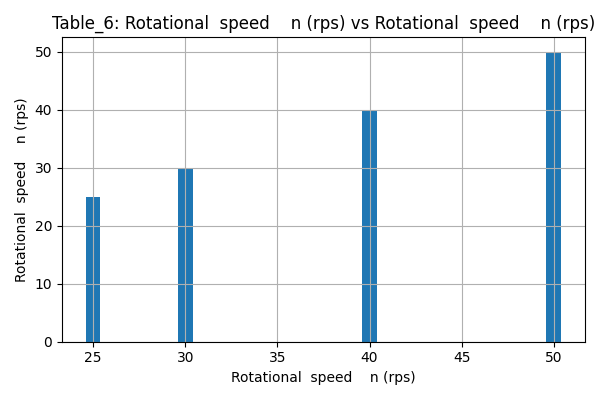 Table_6: Rotational  speed    n (rps) vs Rotational  speed    n (rps)
Rotational  speed    n (rps)
50
40
30
20
10
0
25 30 35 40 45 50
Rotational  speed    n (rps)